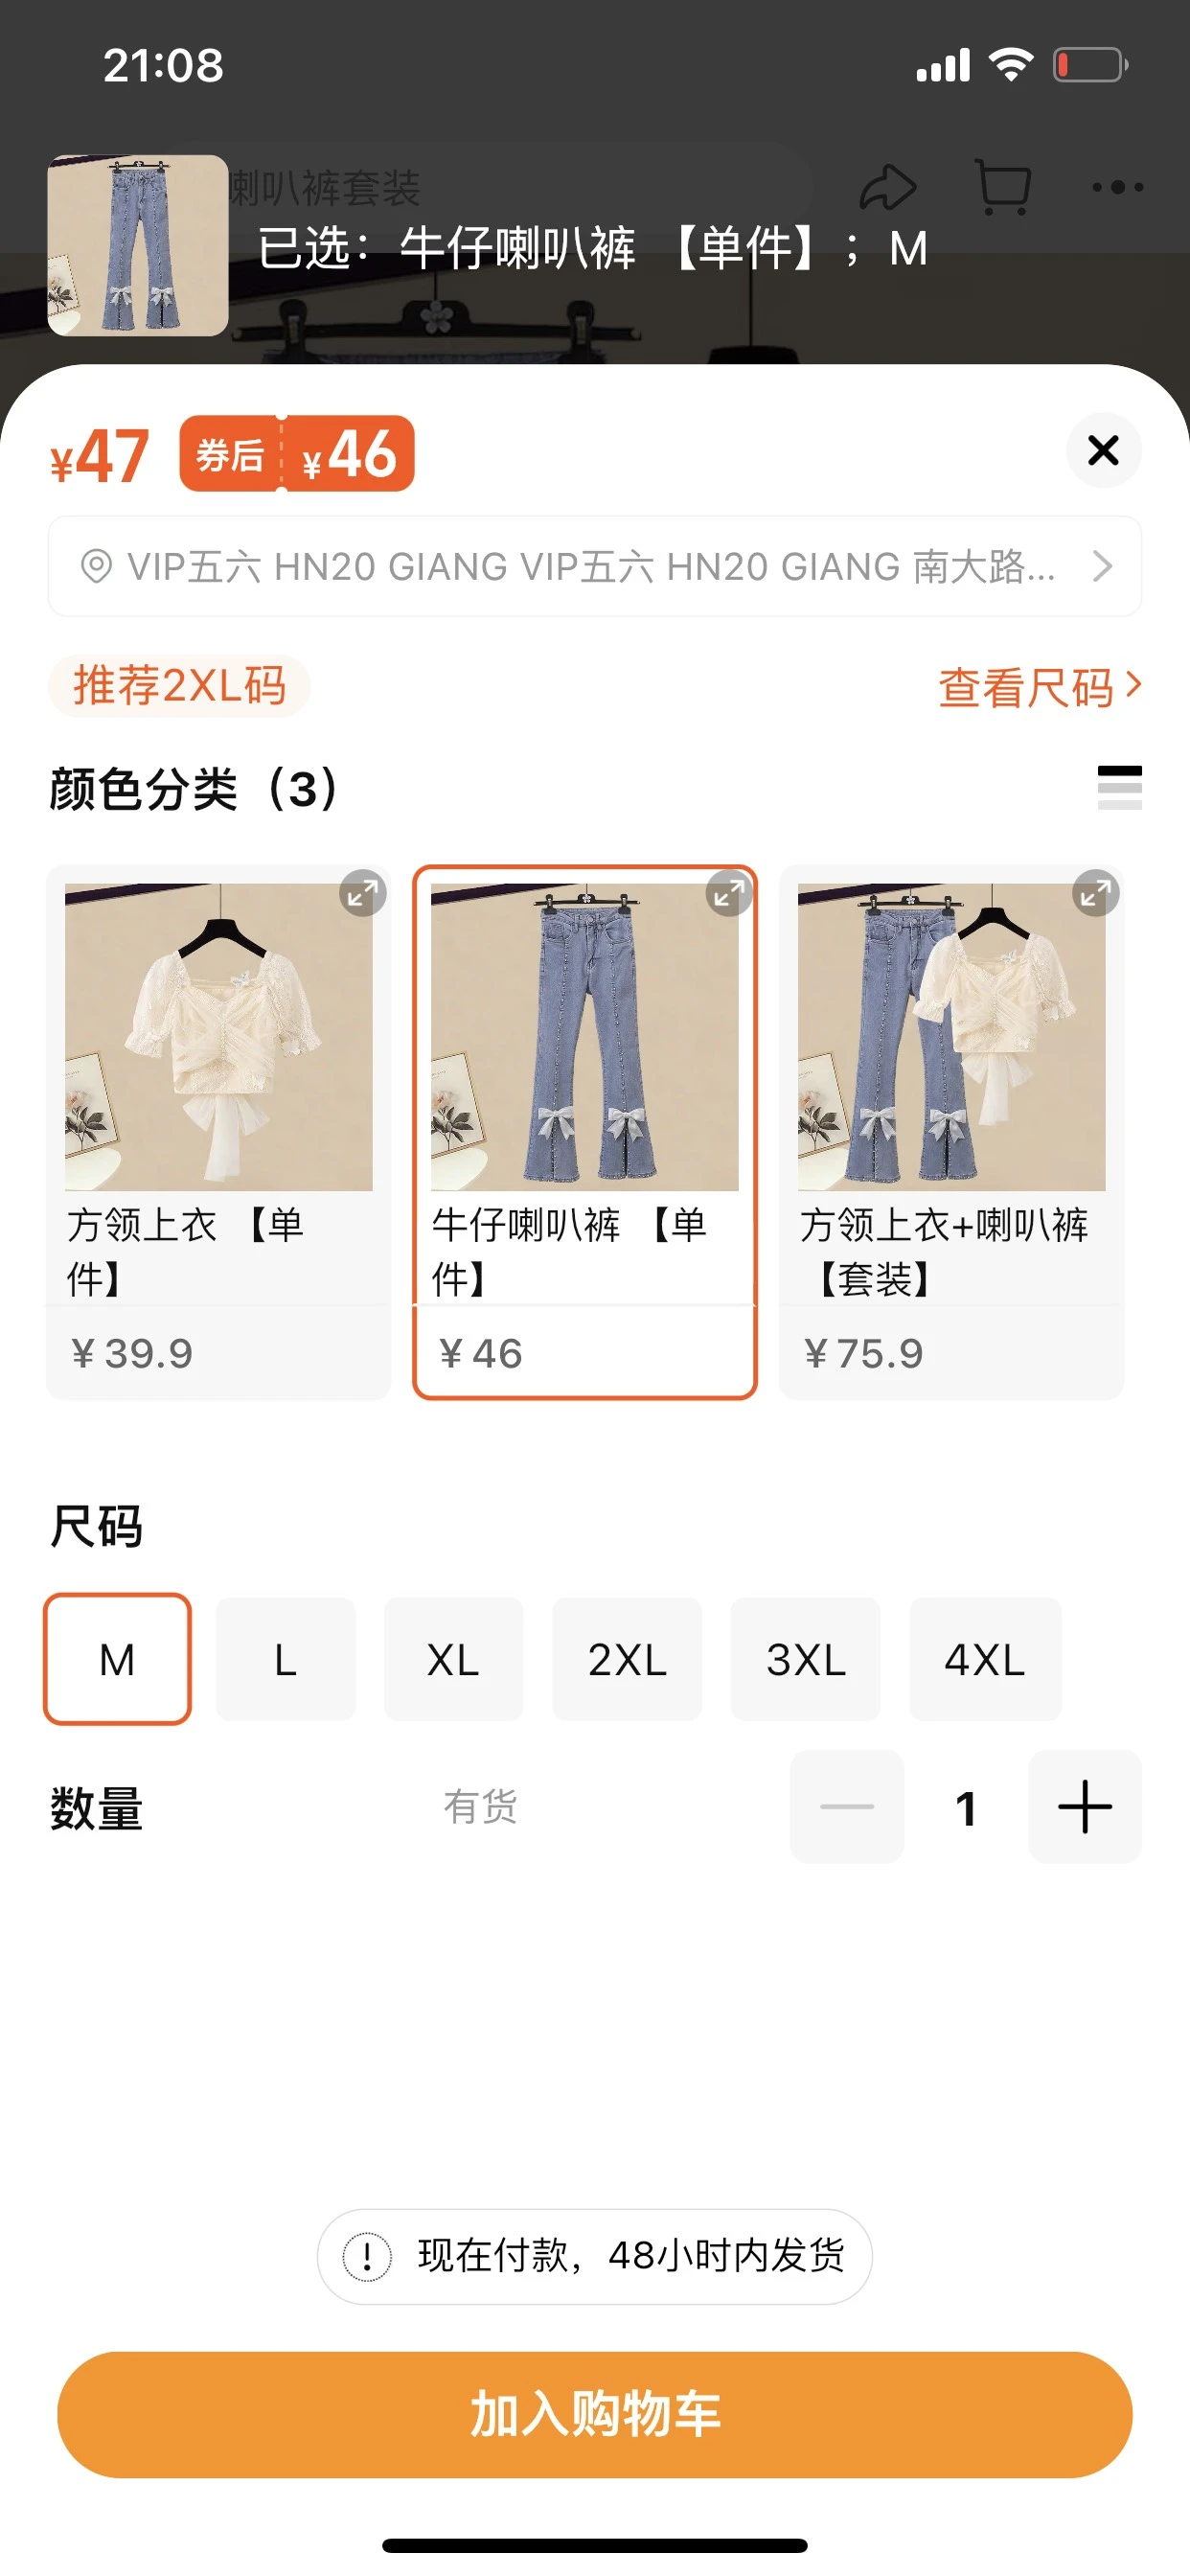 21:08
喇叭裤套装
已选：牛仔喇叭裤 【单件】；M
¥47 券后 ¥46
VIP五六 HN20 GIANG VIP五六 HN20 GIANG 南大路...
推荐2XL码
查看尺码
颜色分类（3）
方领上衣 【单
件】
¥39.9
牛仔喇叭裤 【单
件】
¥46
方领上衣+喇叭裤
【套装】
¥75.9
尺码
M L XL 2XL 3XL 4XL
数量 有货 1
现在付款，48小时内发货
加入购物车